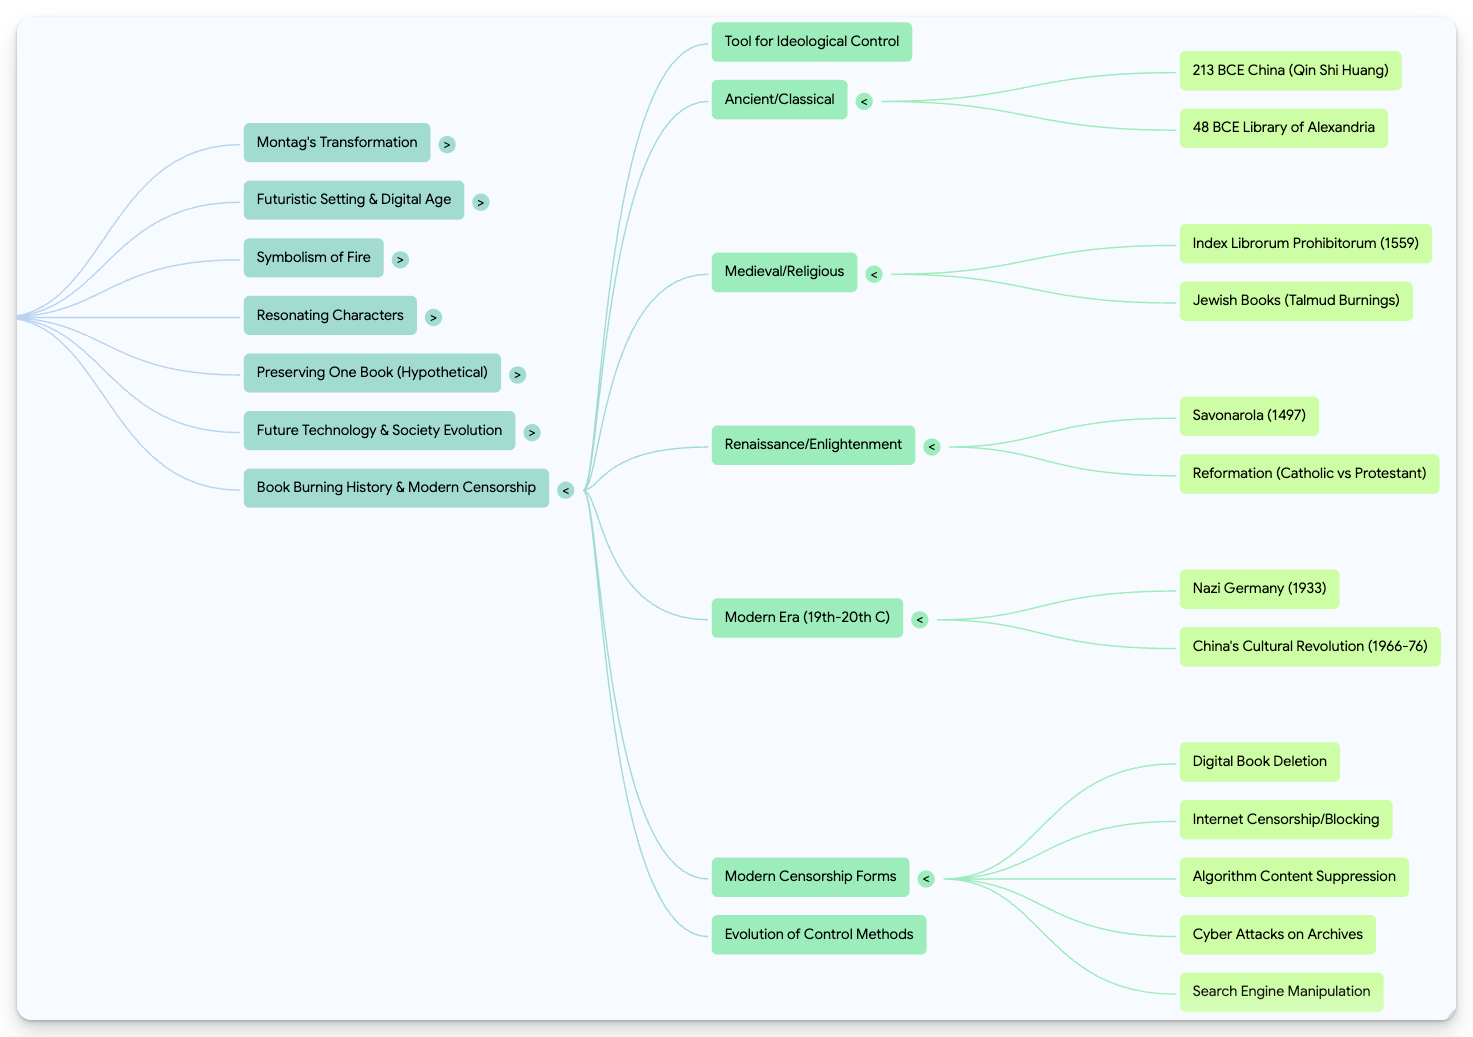 Montag's Transformation >
Futuristic Setting & Digital Age >
Symbolism of Fire >
Resonating Characters >
Preserving One Book (Hypothetical) >
Future Technology & Society Evolution >
Book Burning History & Modern Censorship <
Tool for Ideological Control
Ancient/Classical <
213 BCE China (Qin Shi Huang)
48 BCE Library of Alexandria
Medieval/Religious <
Index Librorum Prohibitorum (1559)
Jewish Books (Talmud Burnings)
Renaissance/Enlightenment <
Savonarola (1497)
Reformation (Catholic vs Protestant)
Modern Era (19th-20th C) <
Nazi Germany (1933)
China's Cultural Revolution (1966-76)
Modern Censorship Forms <
Digital Book Deletion
Internet Censorship/Blocking
Algorithm Content Suppression
Cyber Attacks on Archives
Search Engine Manipulation
Evolution of Control Methods